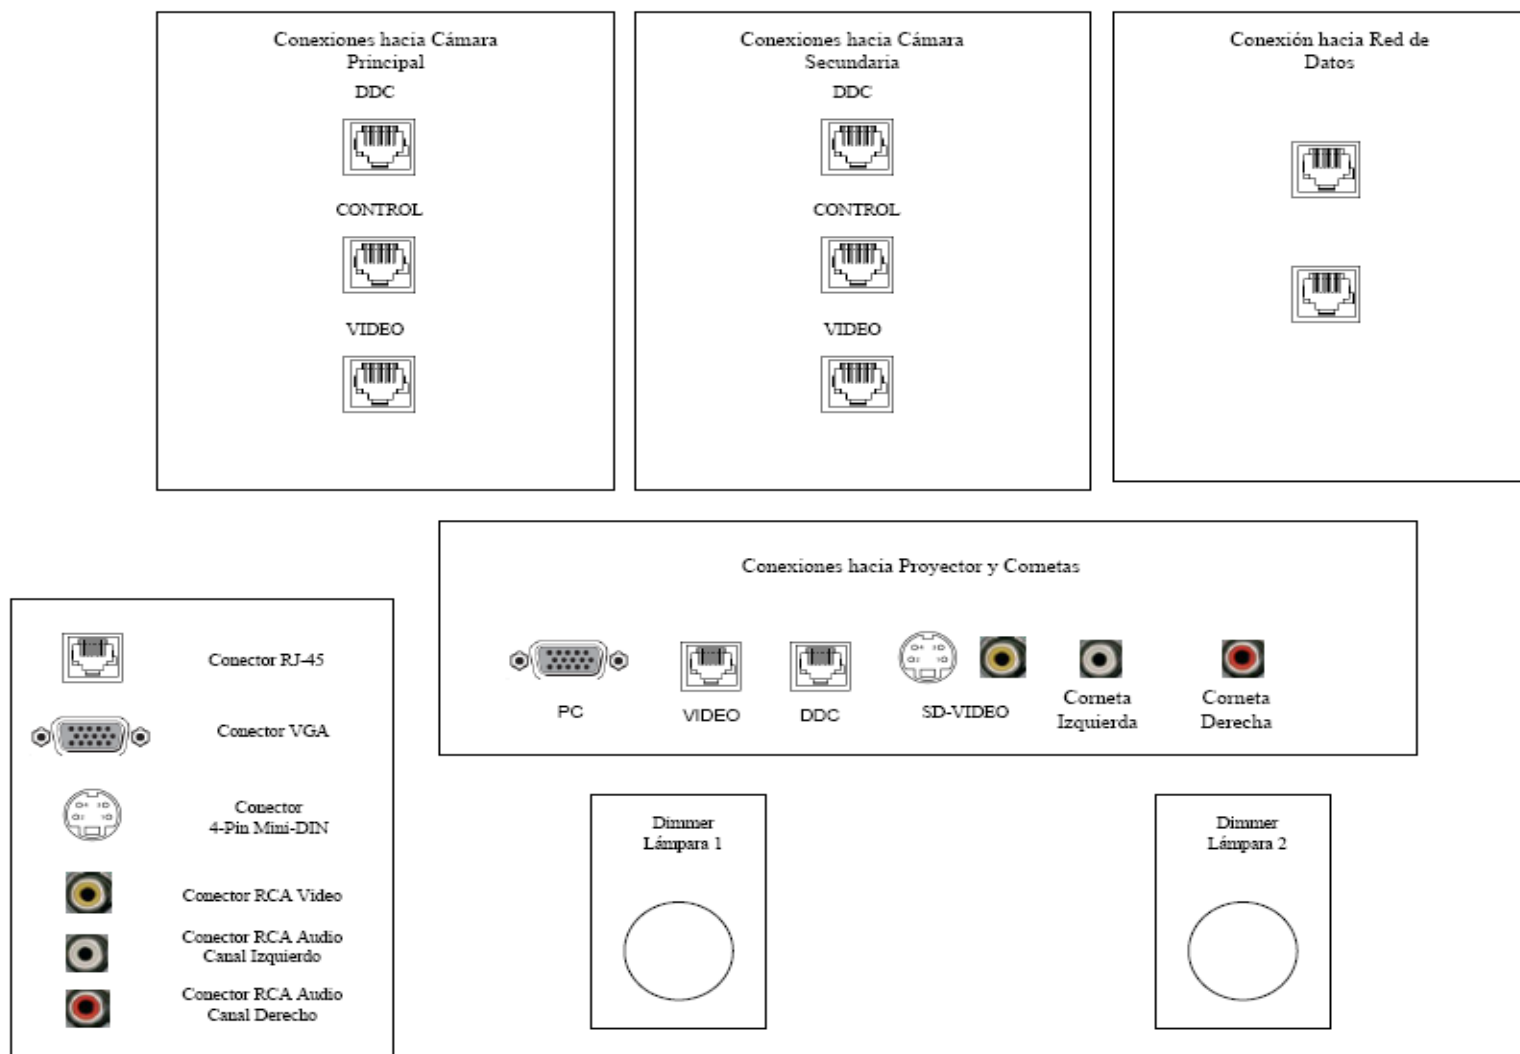 Conexiones hacia Cámara
Principal
DDC
CONTROL
VIDEO
Conexiones hacia Cámara
Secundaria
DDC
CONTROL
VIDEO
Conexión hacia Red de
Datos
Conexiones hacia Proyector y Cornetas
PC
VIDEO
DDC
SD-VIDEO
Corneta
Izquierda
Corneta
Derecha
Conector RJ-45
Conector VGA
Conector
4-Pin Mini-DIN
Conector RCA Video
Conector RCA Audio
Canal Izquierdo
Conector RCA Audio
Canal Derecho
Dimmer
Lámpara 1
Dimmer
Lámpara 2